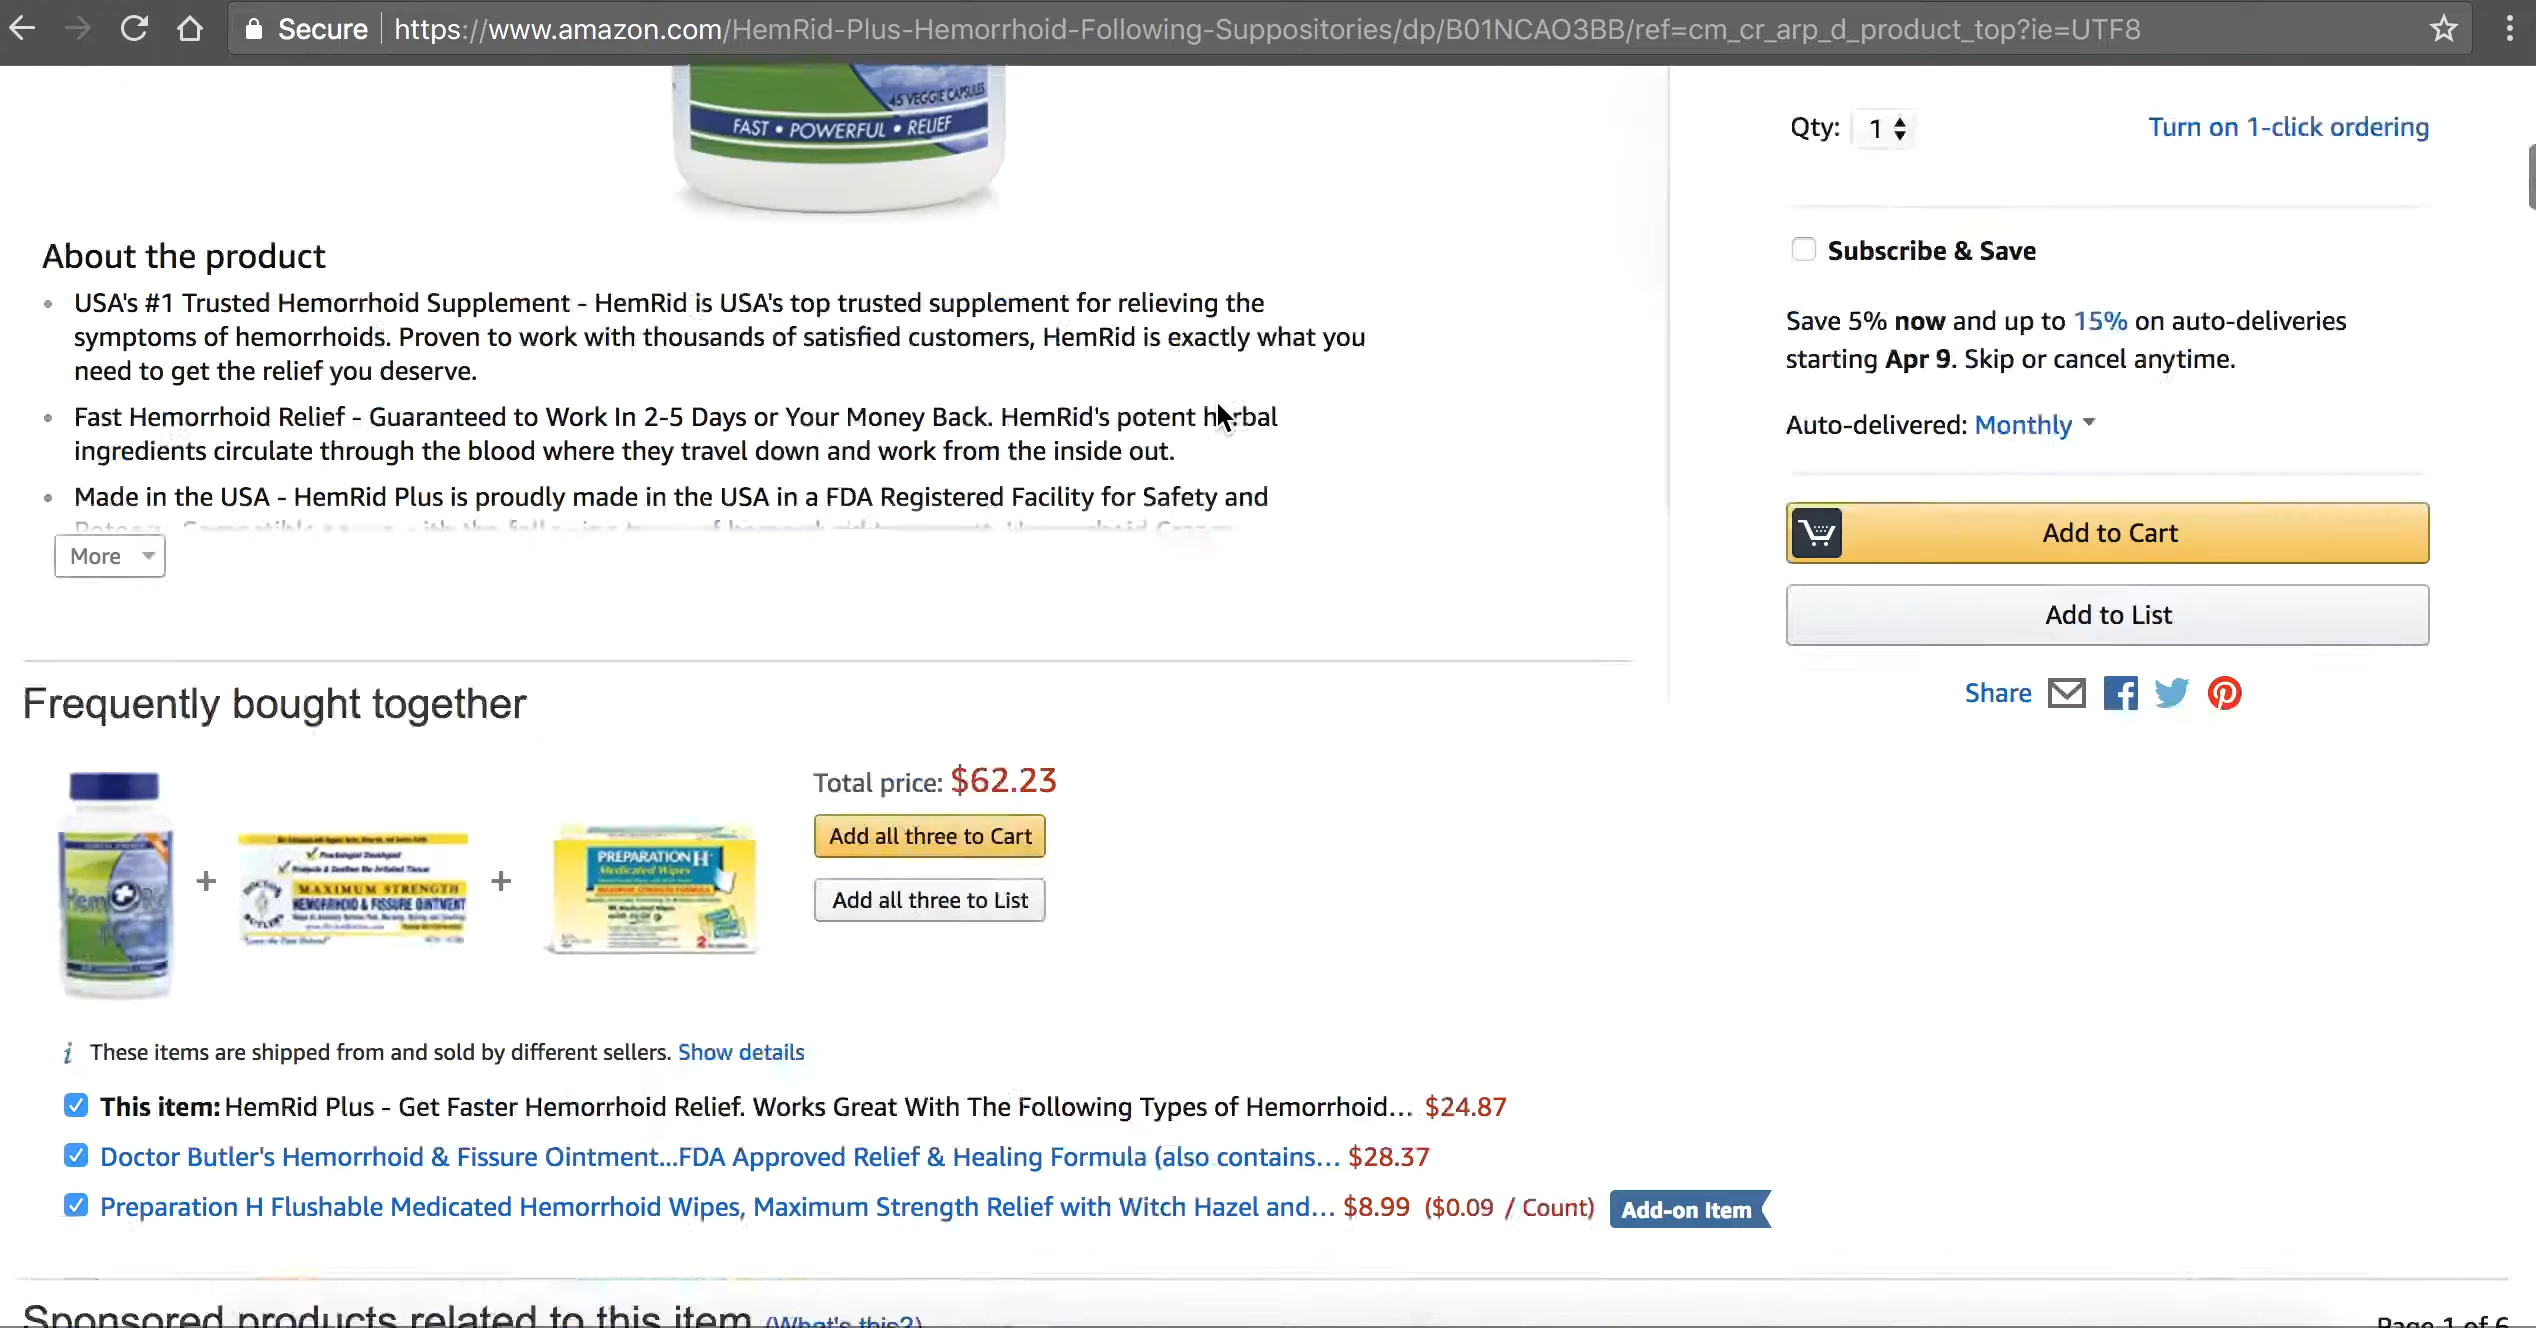 Secure https://www.amazon.com/HemRid-Plus-Hemorrhoid-Following-Suppositories/dp/B01NCAO3BB/ref=cm_cr_arp_d_product_top?ie=UTF8
45 VEGGIE CAPSULES
FAST • POWERFUL • RELIEF
Qty: 1
Turn on 1-click ordering
About the product
USA's #1 Trusted Hemorrhoid Supplement - HemRid is USA's top trusted supplement for relieving the
symptoms of hemorrhoids. Proven to work with thousands of satisfied customers, HemRid is exactly what you
need to get the relief you deserve.
Fast Hemorrhoid Relief - Guaranteed to Work In 2-5 Days or Your Money Back. HemRid's potent herbal
ingredients circulate through the blood where they travel down and work from the inside out.
Made in the USA - HemRid Plus is proudly made in the USA in a FDA Registered Facility for Safety and
More
Subscribe & Save
Save 5% now and up to 15% on auto-deliveries
starting Apr 9. Skip or cancel anytime.
Auto-delivered: Monthly
Add to Cart
Add to List
Share
Frequently bought together
+
MAXIMUM STRENGTH
HEMORRHOID & FISSURE OINTMENT
+
PREPARATION H
Medicated Wipes
Total price: $62.23
Add all three to Cart
Add all three to List
These items are shipped from and sold by different sellers. Show details
This item: HemRid Plus - Get Faster Hemorrhoid Relief. Works Great With The Following Types of Hemorrhoid… $24.87
Doctor Butler's Hemorrhoid & Fissure Ointment...FDA Approved Relief & Healing Formula (also contains… $28.37
Preparation H Flushable Medicated Hemorrhoid Wipes, Maximum Strength Relief with Witch Hazel and… $8.99 ($0.09 / Count) Add-on Item
Sponsored products related to this item (What's this?)
Page 1 of 6